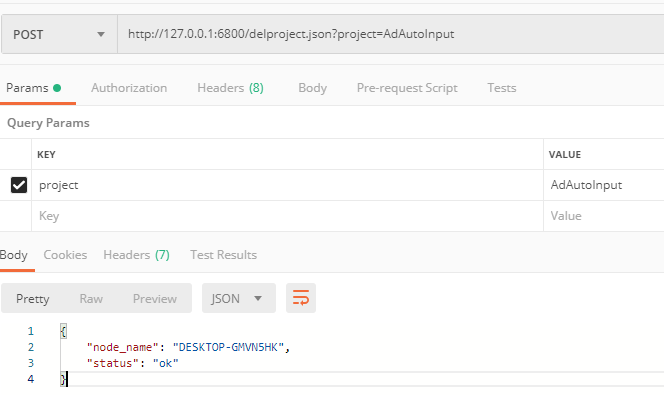 POST http://127.0.0.1:6800/delproject.json?project=AdAutoInput
Params Authorization Headers (8) Body Pre-request Script Tests
Query Params
KEY VALUE
project AdAutoInput
Key Value
Body Cookies Headers (7) Test Results
Pretty Raw Preview JSON
1 {
2 "node_name": "DESKTOP-GMVN5HK",
3 "status": "ok"
4 }